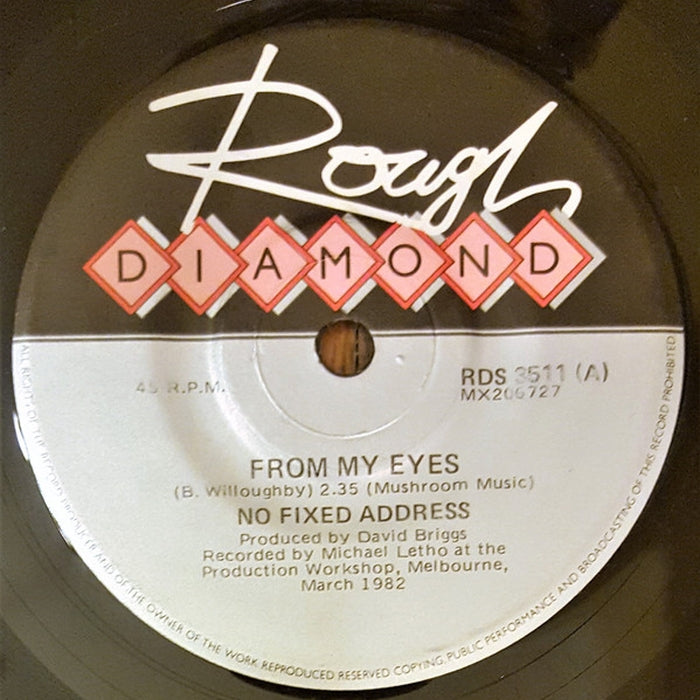 Rough
DIAMOND
45 R.P.M.
RDS 3511 (A)
MX206727
FROM MY EYES
(B. Willoughby) 2.35 (Mushroom Music)
NO FIXED ADDRESS
Produced by David Briggs
Recorded by Michael Letho at the
Production Workshop, Melbourne,
March 1982
ALL RIGHTS OF THE RECORD PRODUCER AND OF THE OWNER OF THE WORK REPRODUCED RESERVED COPYING, PUBLIC PERFORMANCE AND BROADCASTING OF THIS RECORD PROHIBITED